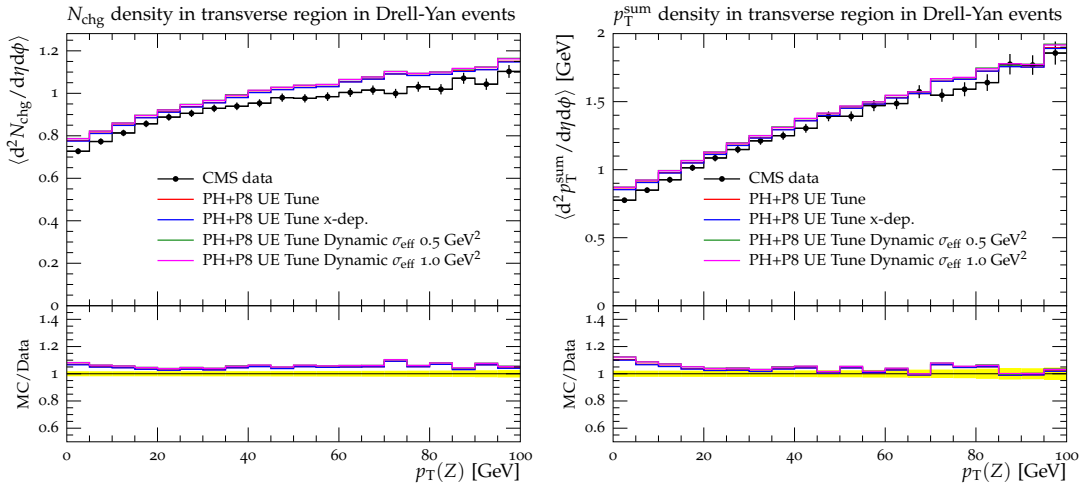 N_chg density in transverse region in Drell-Yan events
⟨d²N_chg/dηdφ⟩
1.2
1
0.8
0.6
0.4
0.2
0
CMS data
PH+P8 UE Tune
PH+P8 UE Tune x-dep.
PH+P8 UE Tune Dynamic σ_eff 0.5 GeV²
PH+P8 UE Tune Dynamic σ_eff 1.0 GeV²
MC/Data
1.4
1.2
1
0.8
0.6
0 20 40 60 80 100
p_T(Z) [GeV]
p_T^sum density in transverse region in Drell-Yan events
⟨d²p_T^sum/dηdφ⟩ [GeV]
2
1.5
1
0.5
0
CMS data
PH+P8 UE Tune
PH+P8 UE Tune x-dep.
PH+P8 UE Tune Dynamic σ_eff 0.5 GeV²
PH+P8 UE Tune Dynamic σ_eff 1.0 GeV²
MC/Data
1.4
1.2
1
0.8
0.6
0 20 40 60 80 100
p_T(Z) [GeV]